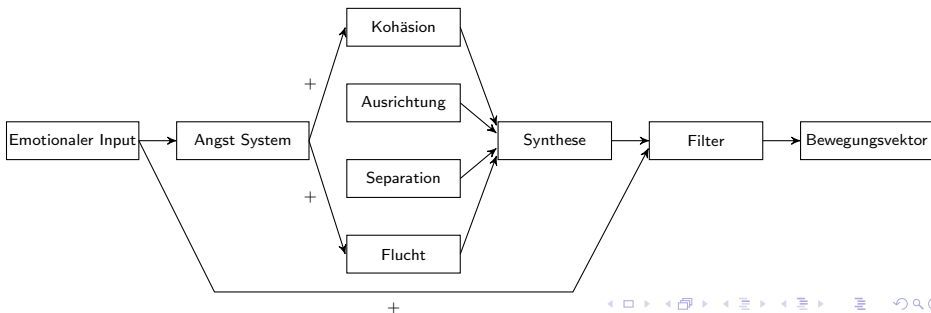 Kohäsion
+
Ausrichtung
Emotionaler Input
Angst System
Synthese
Filter
Bewegungsvektor
Separation
+
Flucht
+